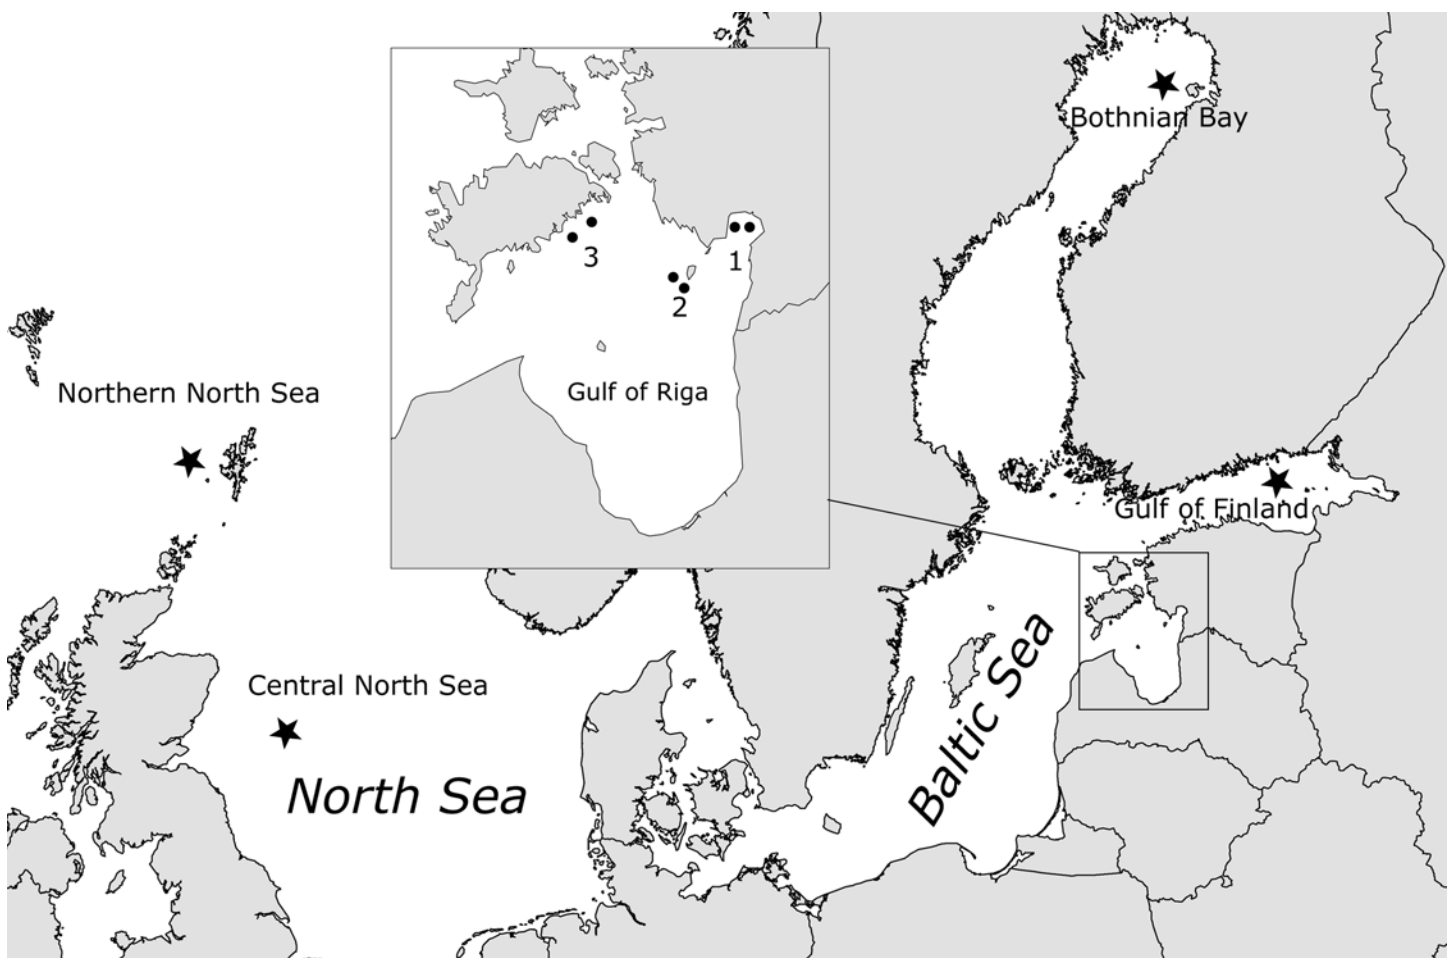 Bothnian Bay
3
1
2
Northern North Sea
Gulf of Riga
Gulf of Finland
Central North Sea
Baltic Sea
North Sea